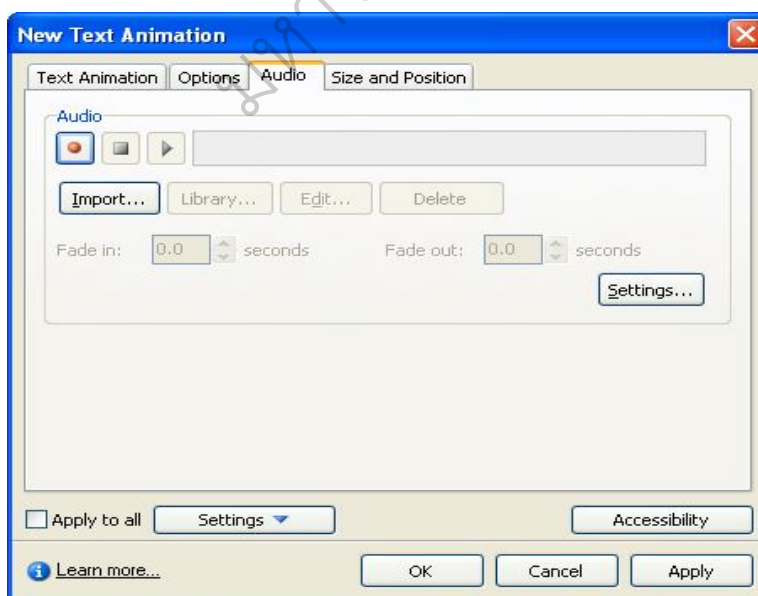 New Text Animation
Text Animation Options Audio Size and Position
Audio
Import... Library... Edit... Delete
Fade in: 0.0 seconds Fade out: 0.0 seconds
Settings...
Apply to all Settings Accessibility
Learn more... OK Cancel Apply